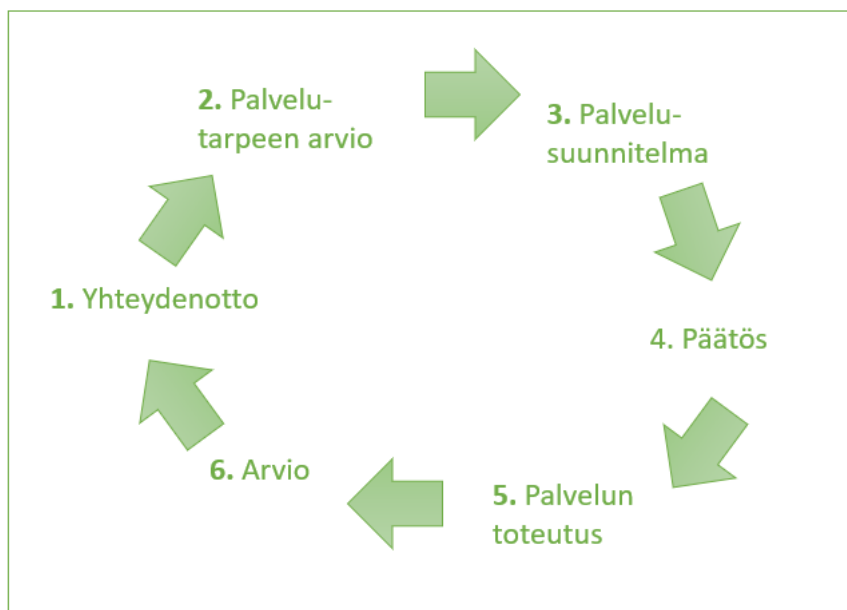 2. Palvelu-
tarpeen arvio
3. Palvelu-
suunnitelma
1. Yhteydenotto
4. Päätös
6. Arvio
5. Palvelun
toteutus